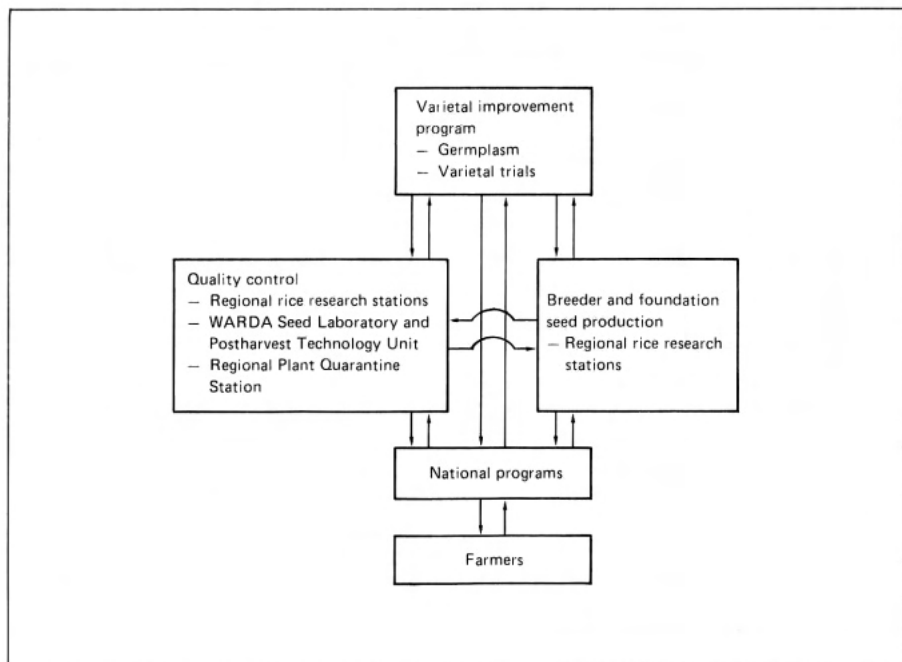 Varietal improvement
program
— Germplasm
— Varietal trials
Quality control
— Regional rice research stations
— WARDA Seed Laboratory and
Postharvest Technology Unit
— Regional Plant Quarantine
Station
Breeder and foundation
seed production
— Regional rice research
stations
National programs
Farmers